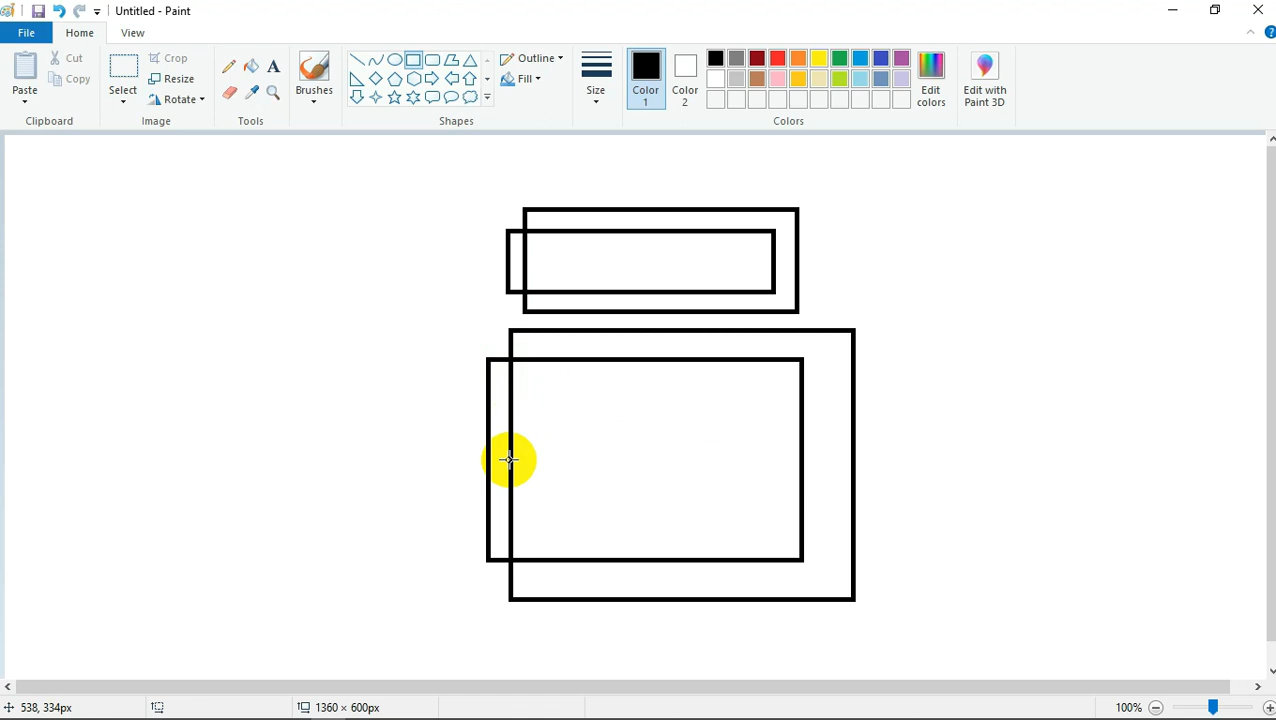 Untitled - Paint
File Home View
Paste
Cut
Copy
Clipboard
Select
Crop
Resize
Rotate
Image
A
Tools
Brushes
Outline
Fill
Shapes
Size
Color 1
Color 2
Edit colors
Colors
Edit with Paint 3D
538, 334px
1360 × 600px
100%